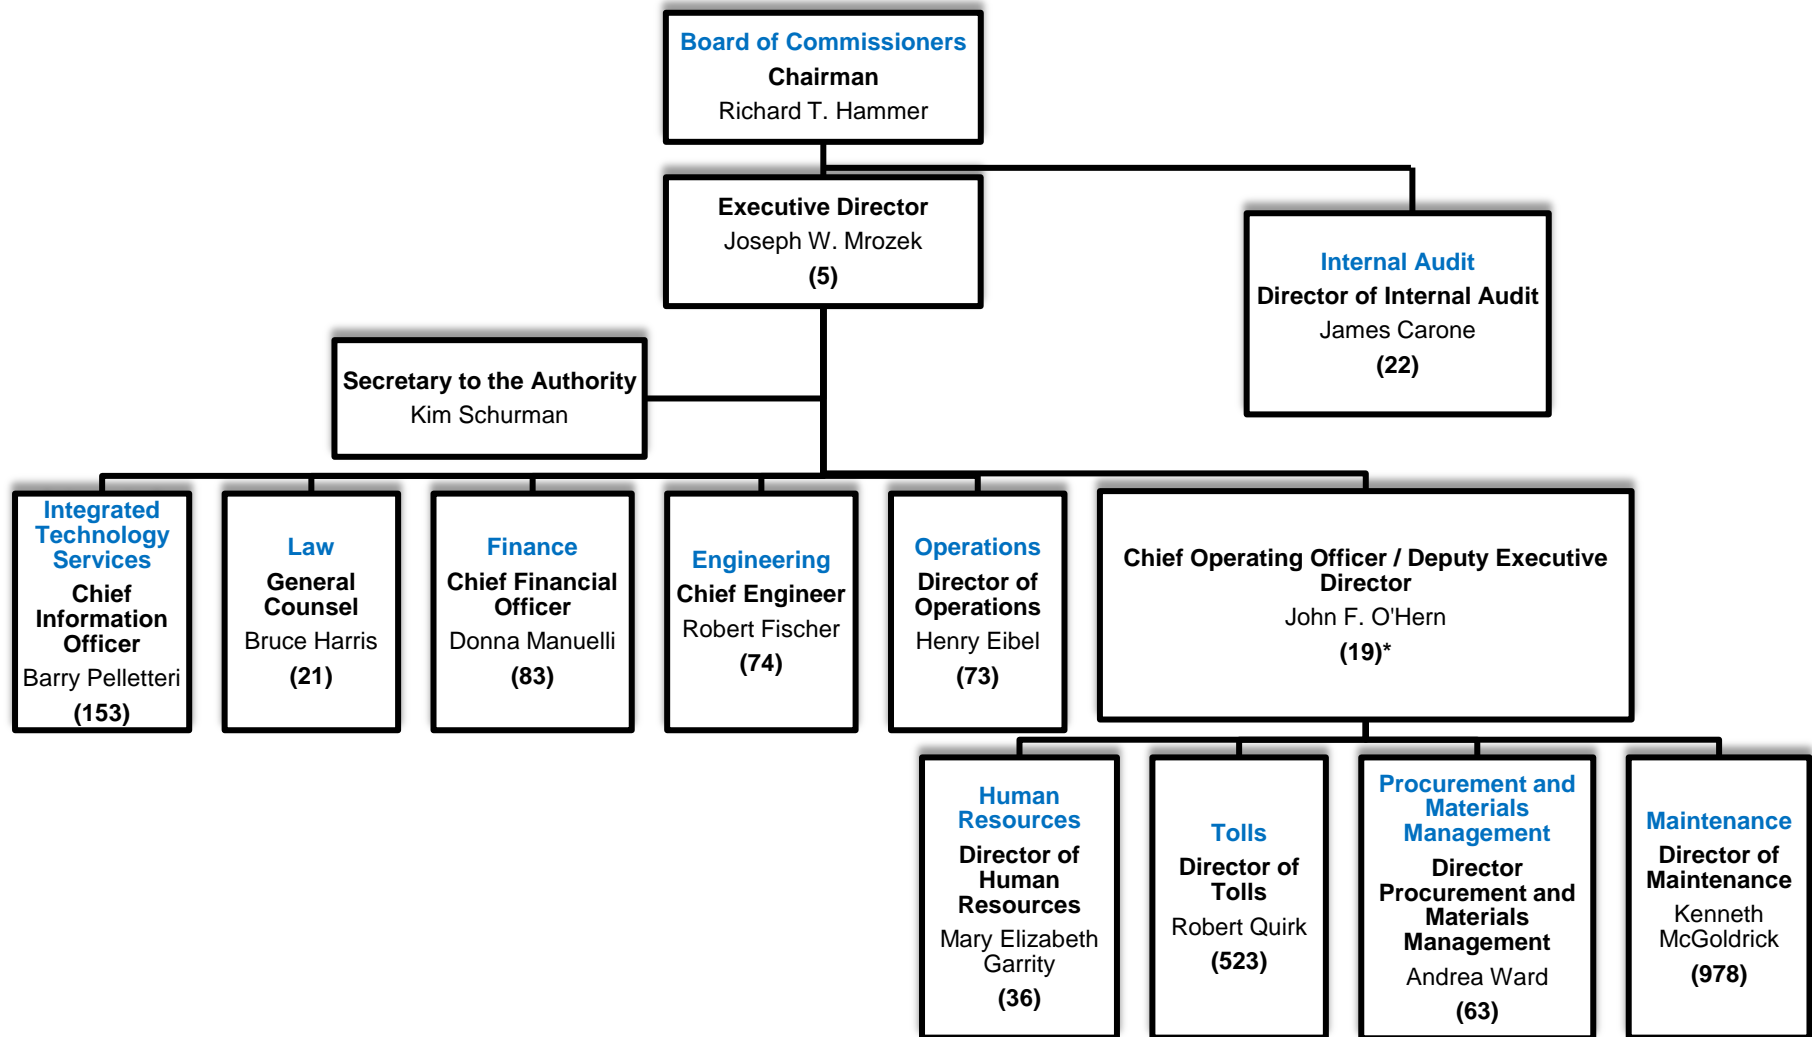 Board of Commissioners
Chairman
Richard T. Hammer
Executive Director
Joseph W. Mrozek
(5)
Internal Audit
Director of Internal Audit
James Carone
(22)
Secretary to the Authority
Kim Schurman
Integrated
Technology
Services
Chief
Information
Officer
Barry Pelletteri
(153)
Law
General
Counsel
Bruce Harris
(21)
Finance
Chief Financial
Officer
Donna Manuelli
(83)
Engineering
Chief Engineer
Robert Fischer
(74)
Operations
Director of
Operations
Henry Eibel
(73)
Chief Operating Officer / Deputy Executive
Director
John F. O'Hern
(19)*
Human
Resources
Director of
Human
Resources
Mary Elizabeth
Garrity
(36)
Tolls
Director of
Tolls
Robert Quirk
(523)
Procurement and
Materials
Management
Director
Procurement and
Materials
Management
Andrea Ward
(63)
Maintenance
Director of
Maintenance
Kenneth
McGoldrick
(978)